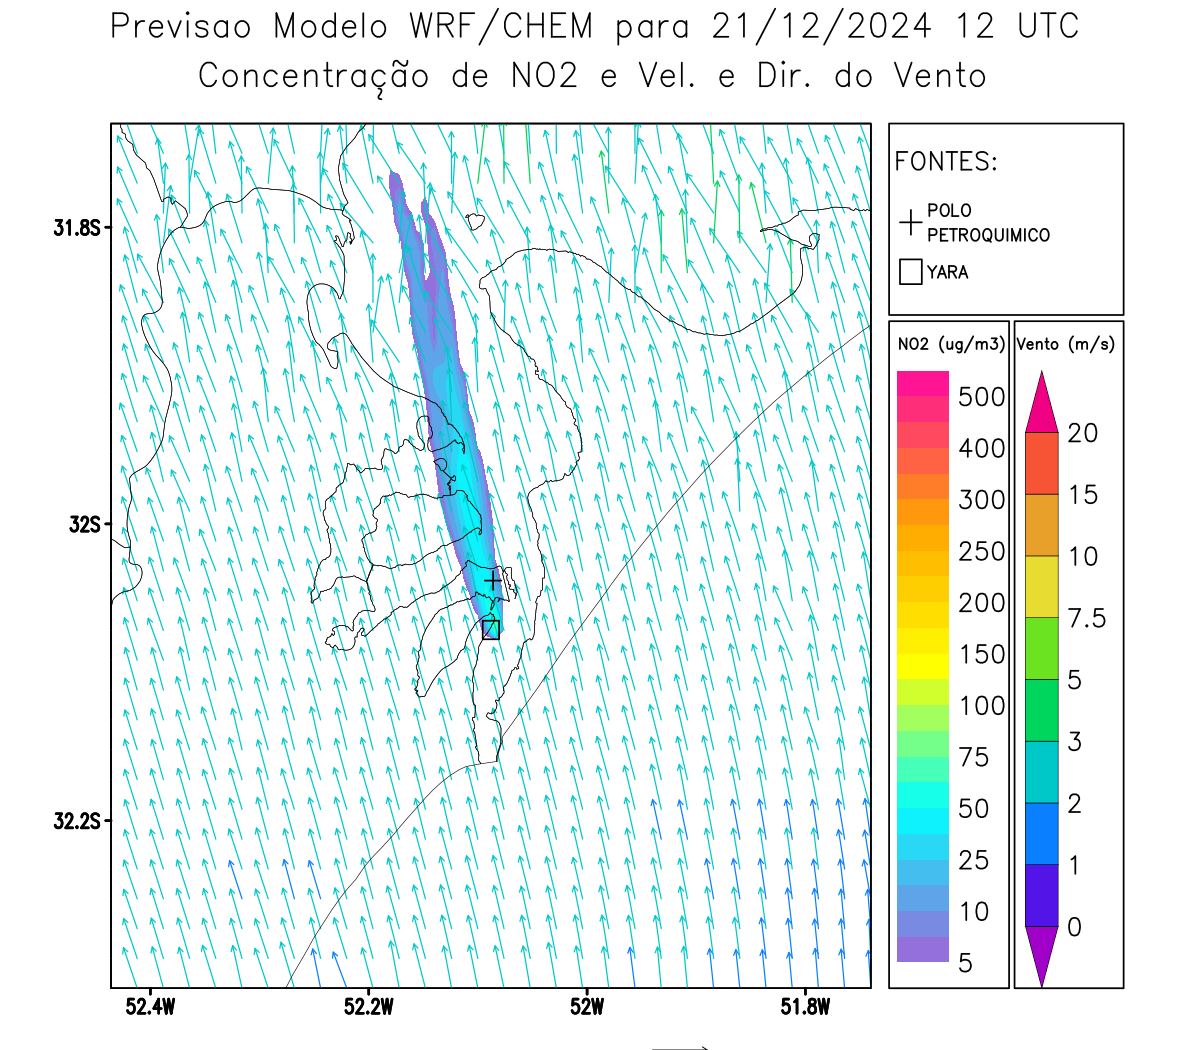 Previsao Modelo WRF/CHEM para 21/12/2024 12 UTC
Concentração de NO2 e Vel. e Dir. do Vento
FONTES:
POLO
PETROQUIMICO
YARA
NO2 (ug/m3)
500
400
300
250
200
150
100
75
50
25
10
5
Vento (m/s)
20
15
10
7.5
5
3
2
1
0
31.8S
32S
32.2S
52.4W
52.2W
52W
51.8W